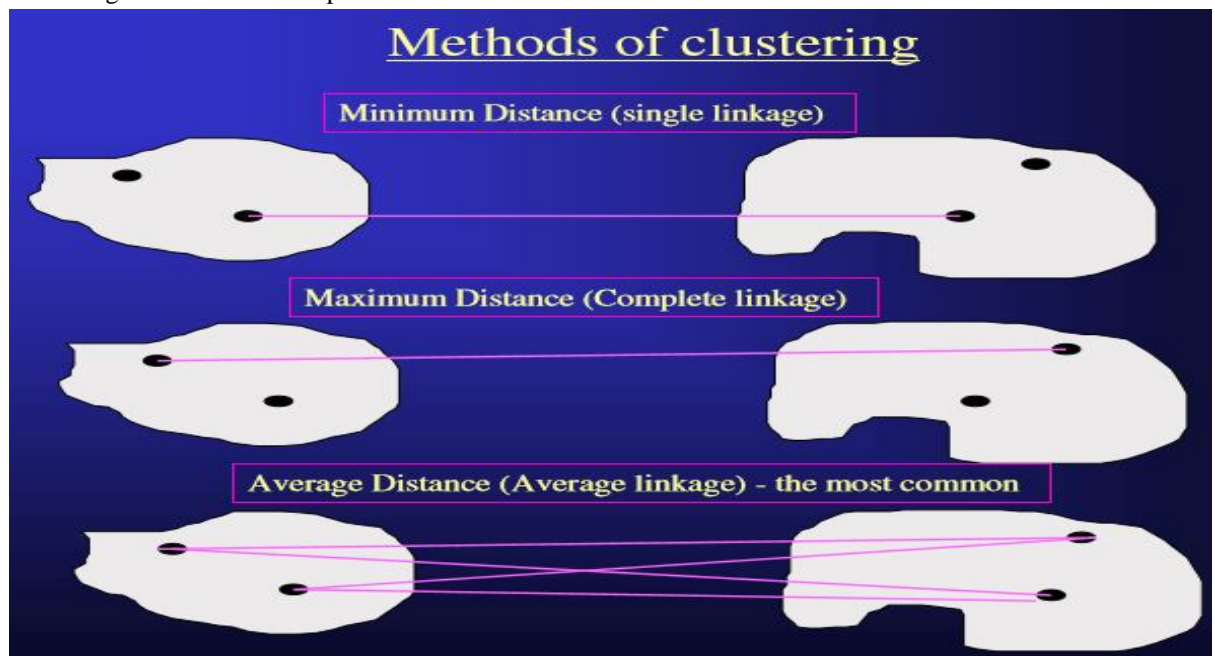 Methods of clustering
Minimum Distance (single linkage)
Maximum Distance (Complete linkage)
Average Distance (Average linkage) - the most common